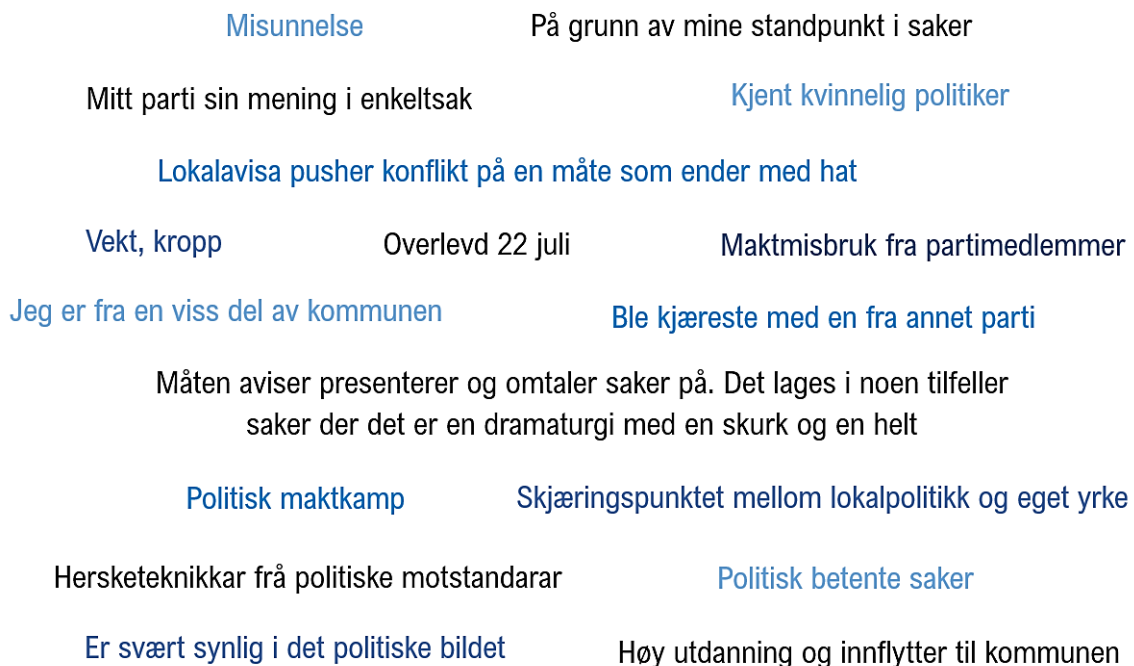 Misunnelse
På grunn av mine standpunkt i saker
Mitt parti sin mening i enkeltsak
Kjent kvinnelig politiker
Lokalavisa pusher konflikt på en måte som ender med hat
Vekt, kropp
Overlevd 22 juli
Maktmisbruk fra partimedlemmer
Jeg er fra en viss del av kommunen
Ble kjæreste med en fra annet parti
Måten aviser presenterer og omtaler saker på. Det lages i noen tilfeller
saker der det er en dramaturgi med en skurk og en helt
Politisk maktkamp
Skjæringspunktet mellom lokalpolitikk og eget yrke
Hersketeknikkar frå politiske motstandarar
Politisk betente saker
Er svært synlig i det politiske bildet
Høy utdanning og innflytter til kommunen